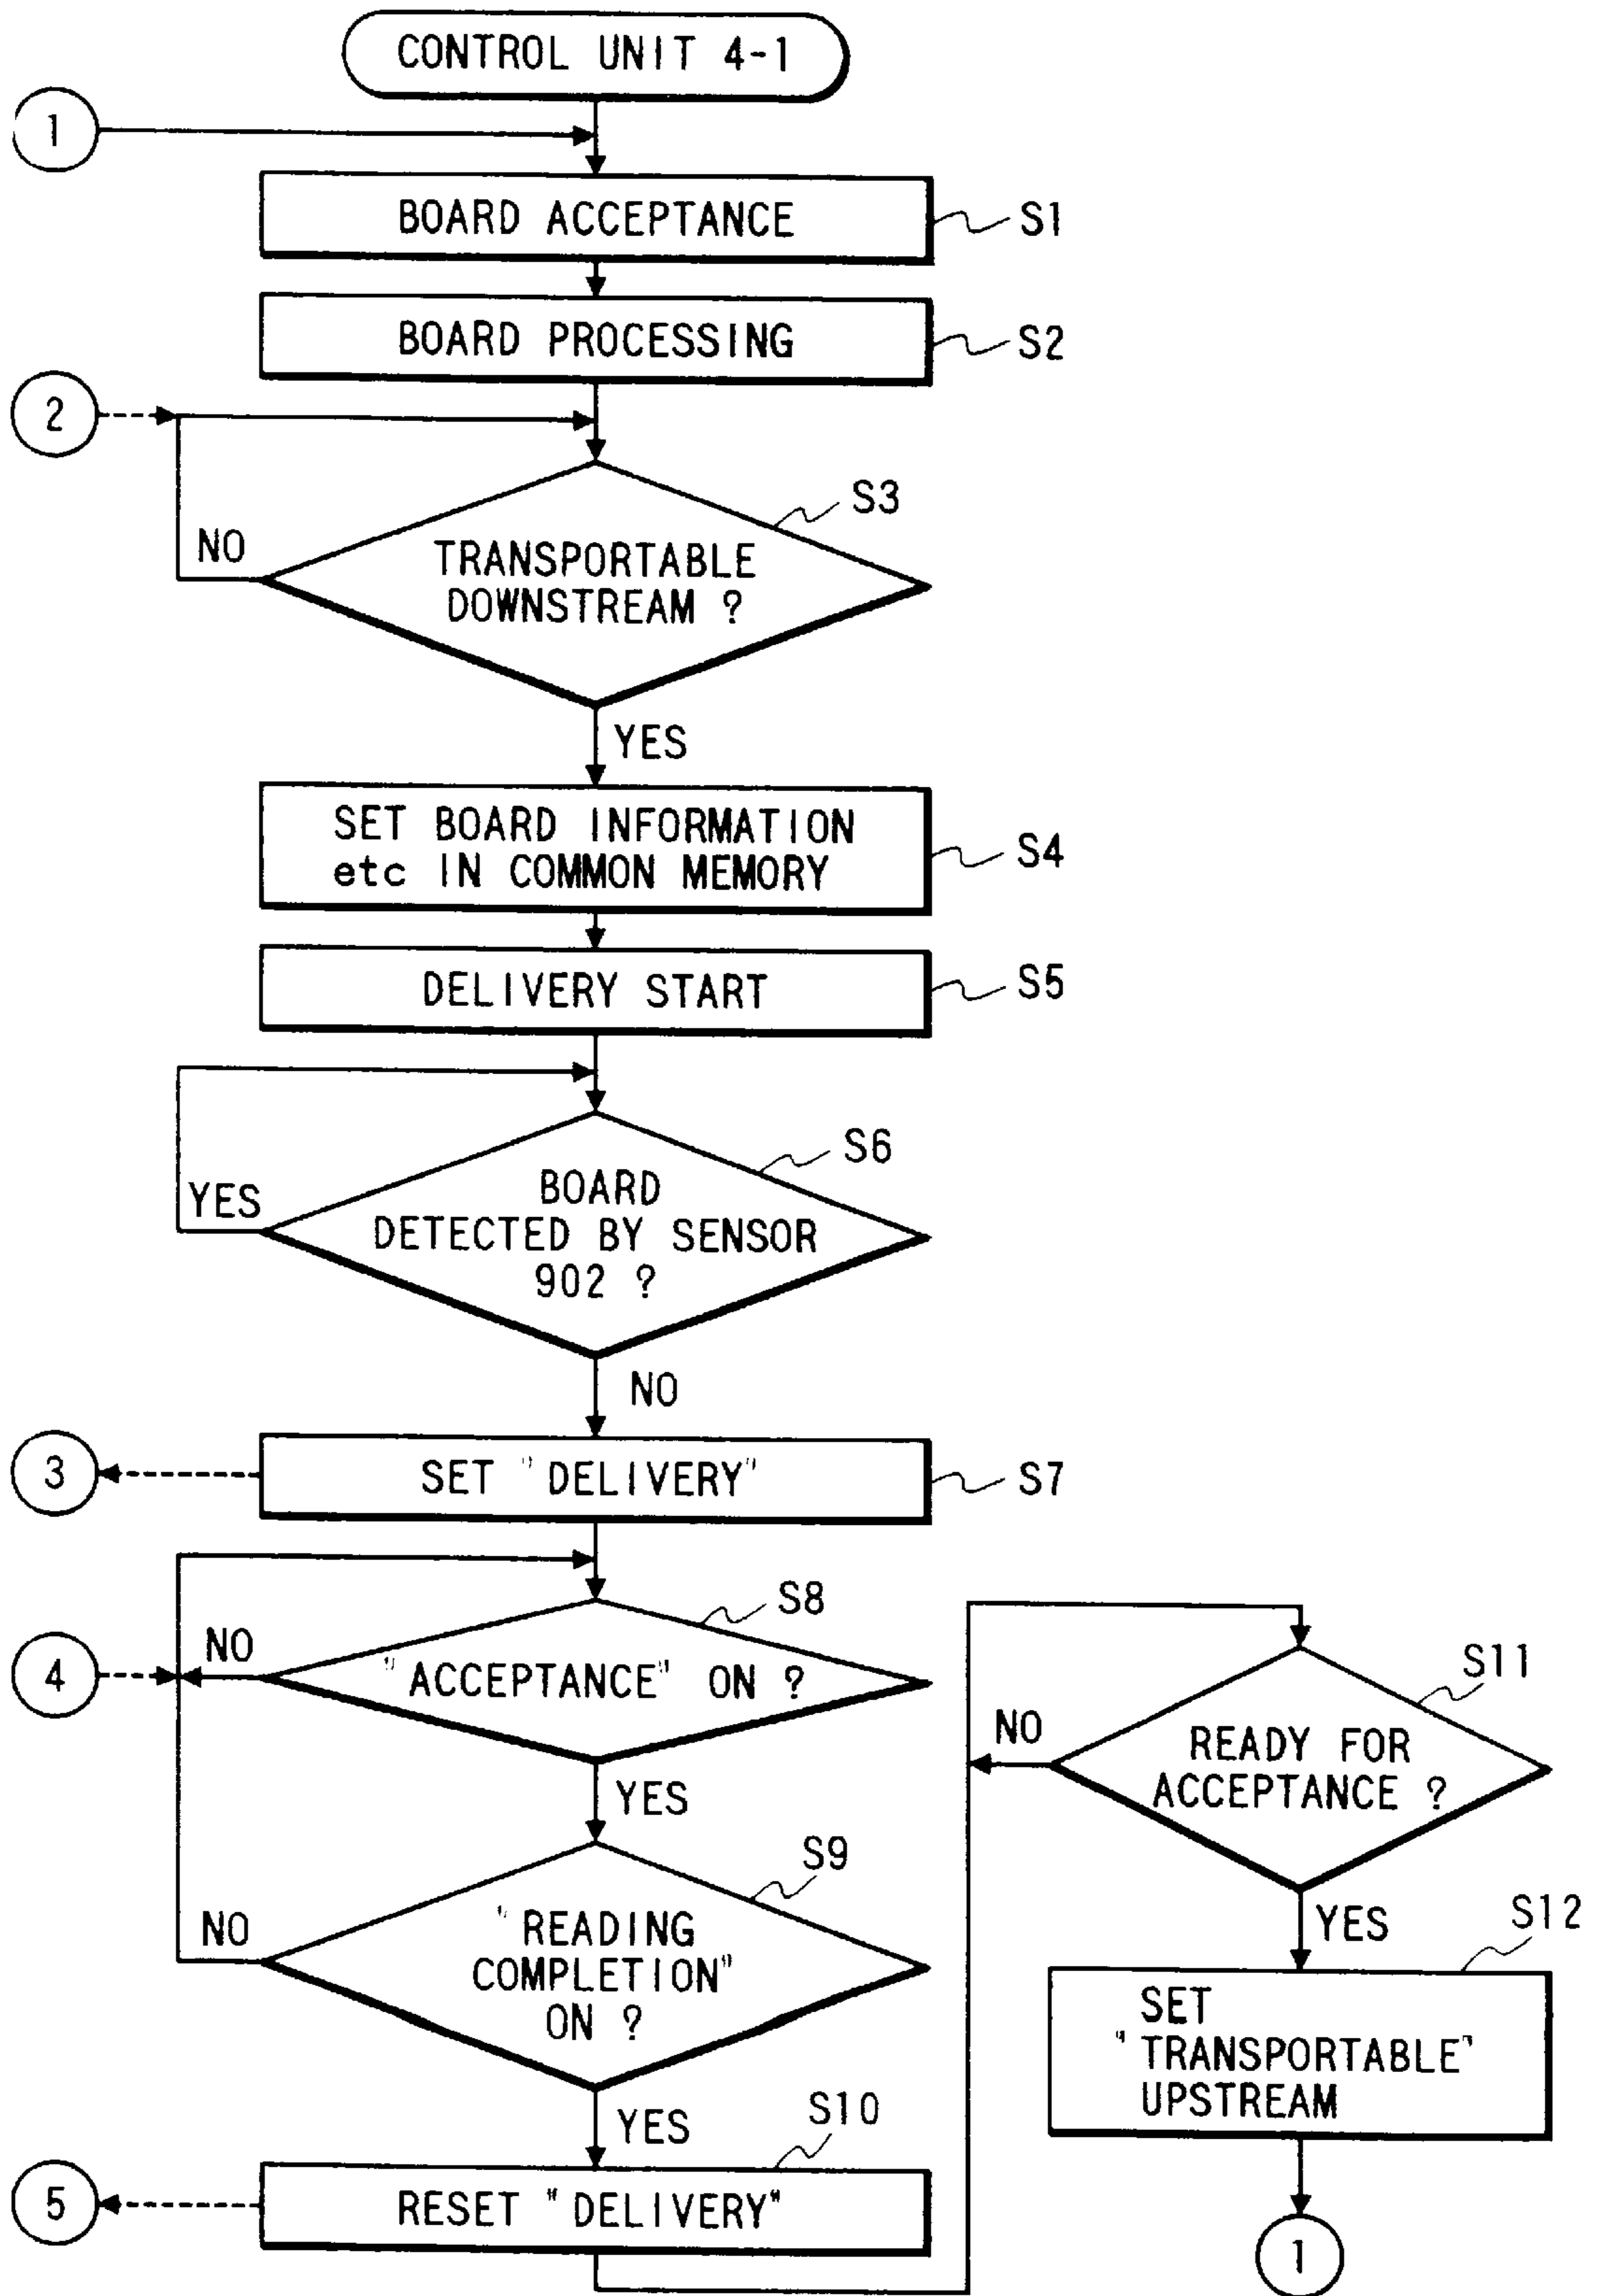 CONTROL UNIT 4-1
1
BOARD ACCEPTANCE
S1
BOARD PROCESSING
S2
2
S3
NO
TRANSPORTABLE
DOWNSTREAM ?
YES
SET BOARD INFORMATION
etc IN COMMON MEMORY
S4
DELIVERY START
S5
S6
YES
BOARD
DETECTED BY SENSOR
902 ?
NO
3
SET "DELIVERY"
S7
S8
4
NO
"ACCEPTANCE" ON ?
YES
S9
NO
"READING
COMPLETION"
ON ?
YES
S10
5
RESET "DELIVERY"
S11
NO
READY FOR
ACCEPTANCE ?
YES
S12
SET
"TRANSPORTABLE"
UPSTREAM
1